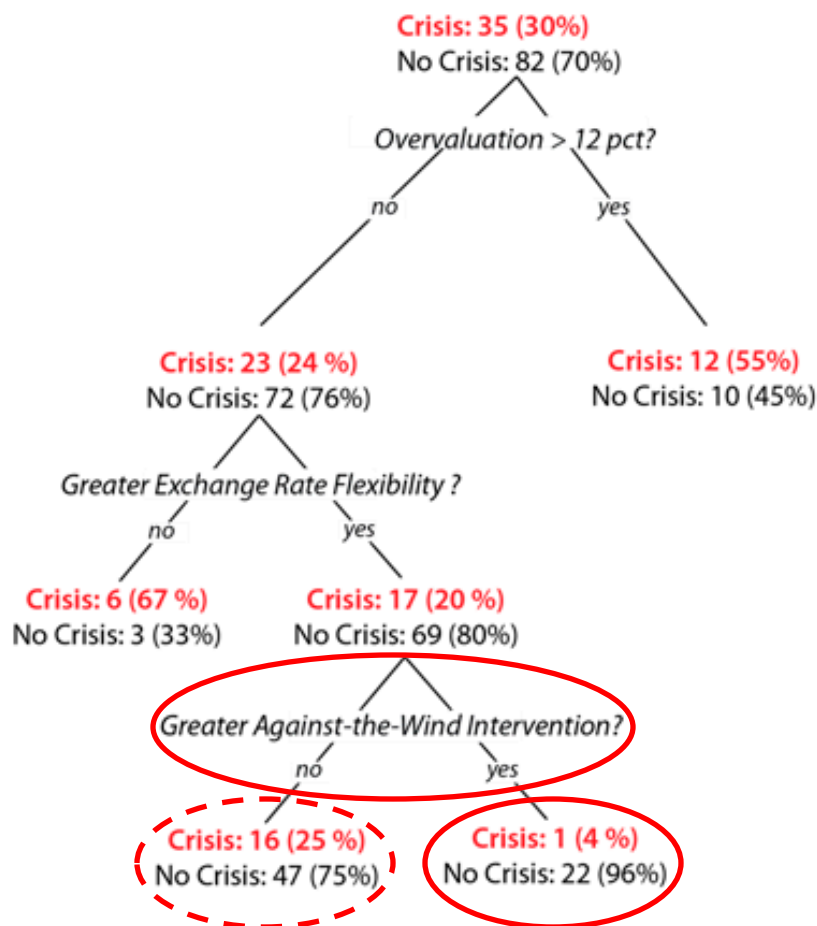 Crisis: 35 (30%)
No Crisis: 82 (70%)
Overvaluation > 12 pct?
no
yes
Crisis: 23 (24 %)
No Crisis: 72 (76%)
Crisis: 12 (55%)
No Crisis: 10 (45%)
Greater Exchange Rate Flexibility ?
no
yes
Crisis: 6 (67 %)
No Crisis: 3 (33%)
Crisis: 17 (20 %)
No Crisis: 69 (80%)
Greater Against-the-Wind Intervention?
no
yes
Crisis: 16 (25 %)
No Crisis: 47 (75%)
Crisis: 1 (4 %)
No Crisis: 22 (96%)